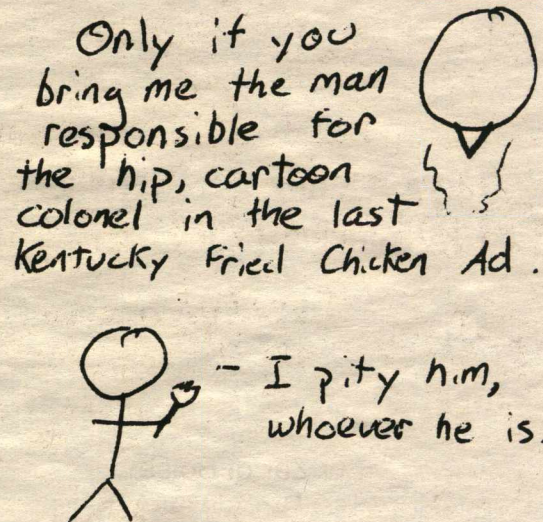 Only if you
bring me the man
responsible for
the hip, cartoon
colonel in the last
Kentucky Fried Chicken Ad.
- I pity him,
whoever he is.